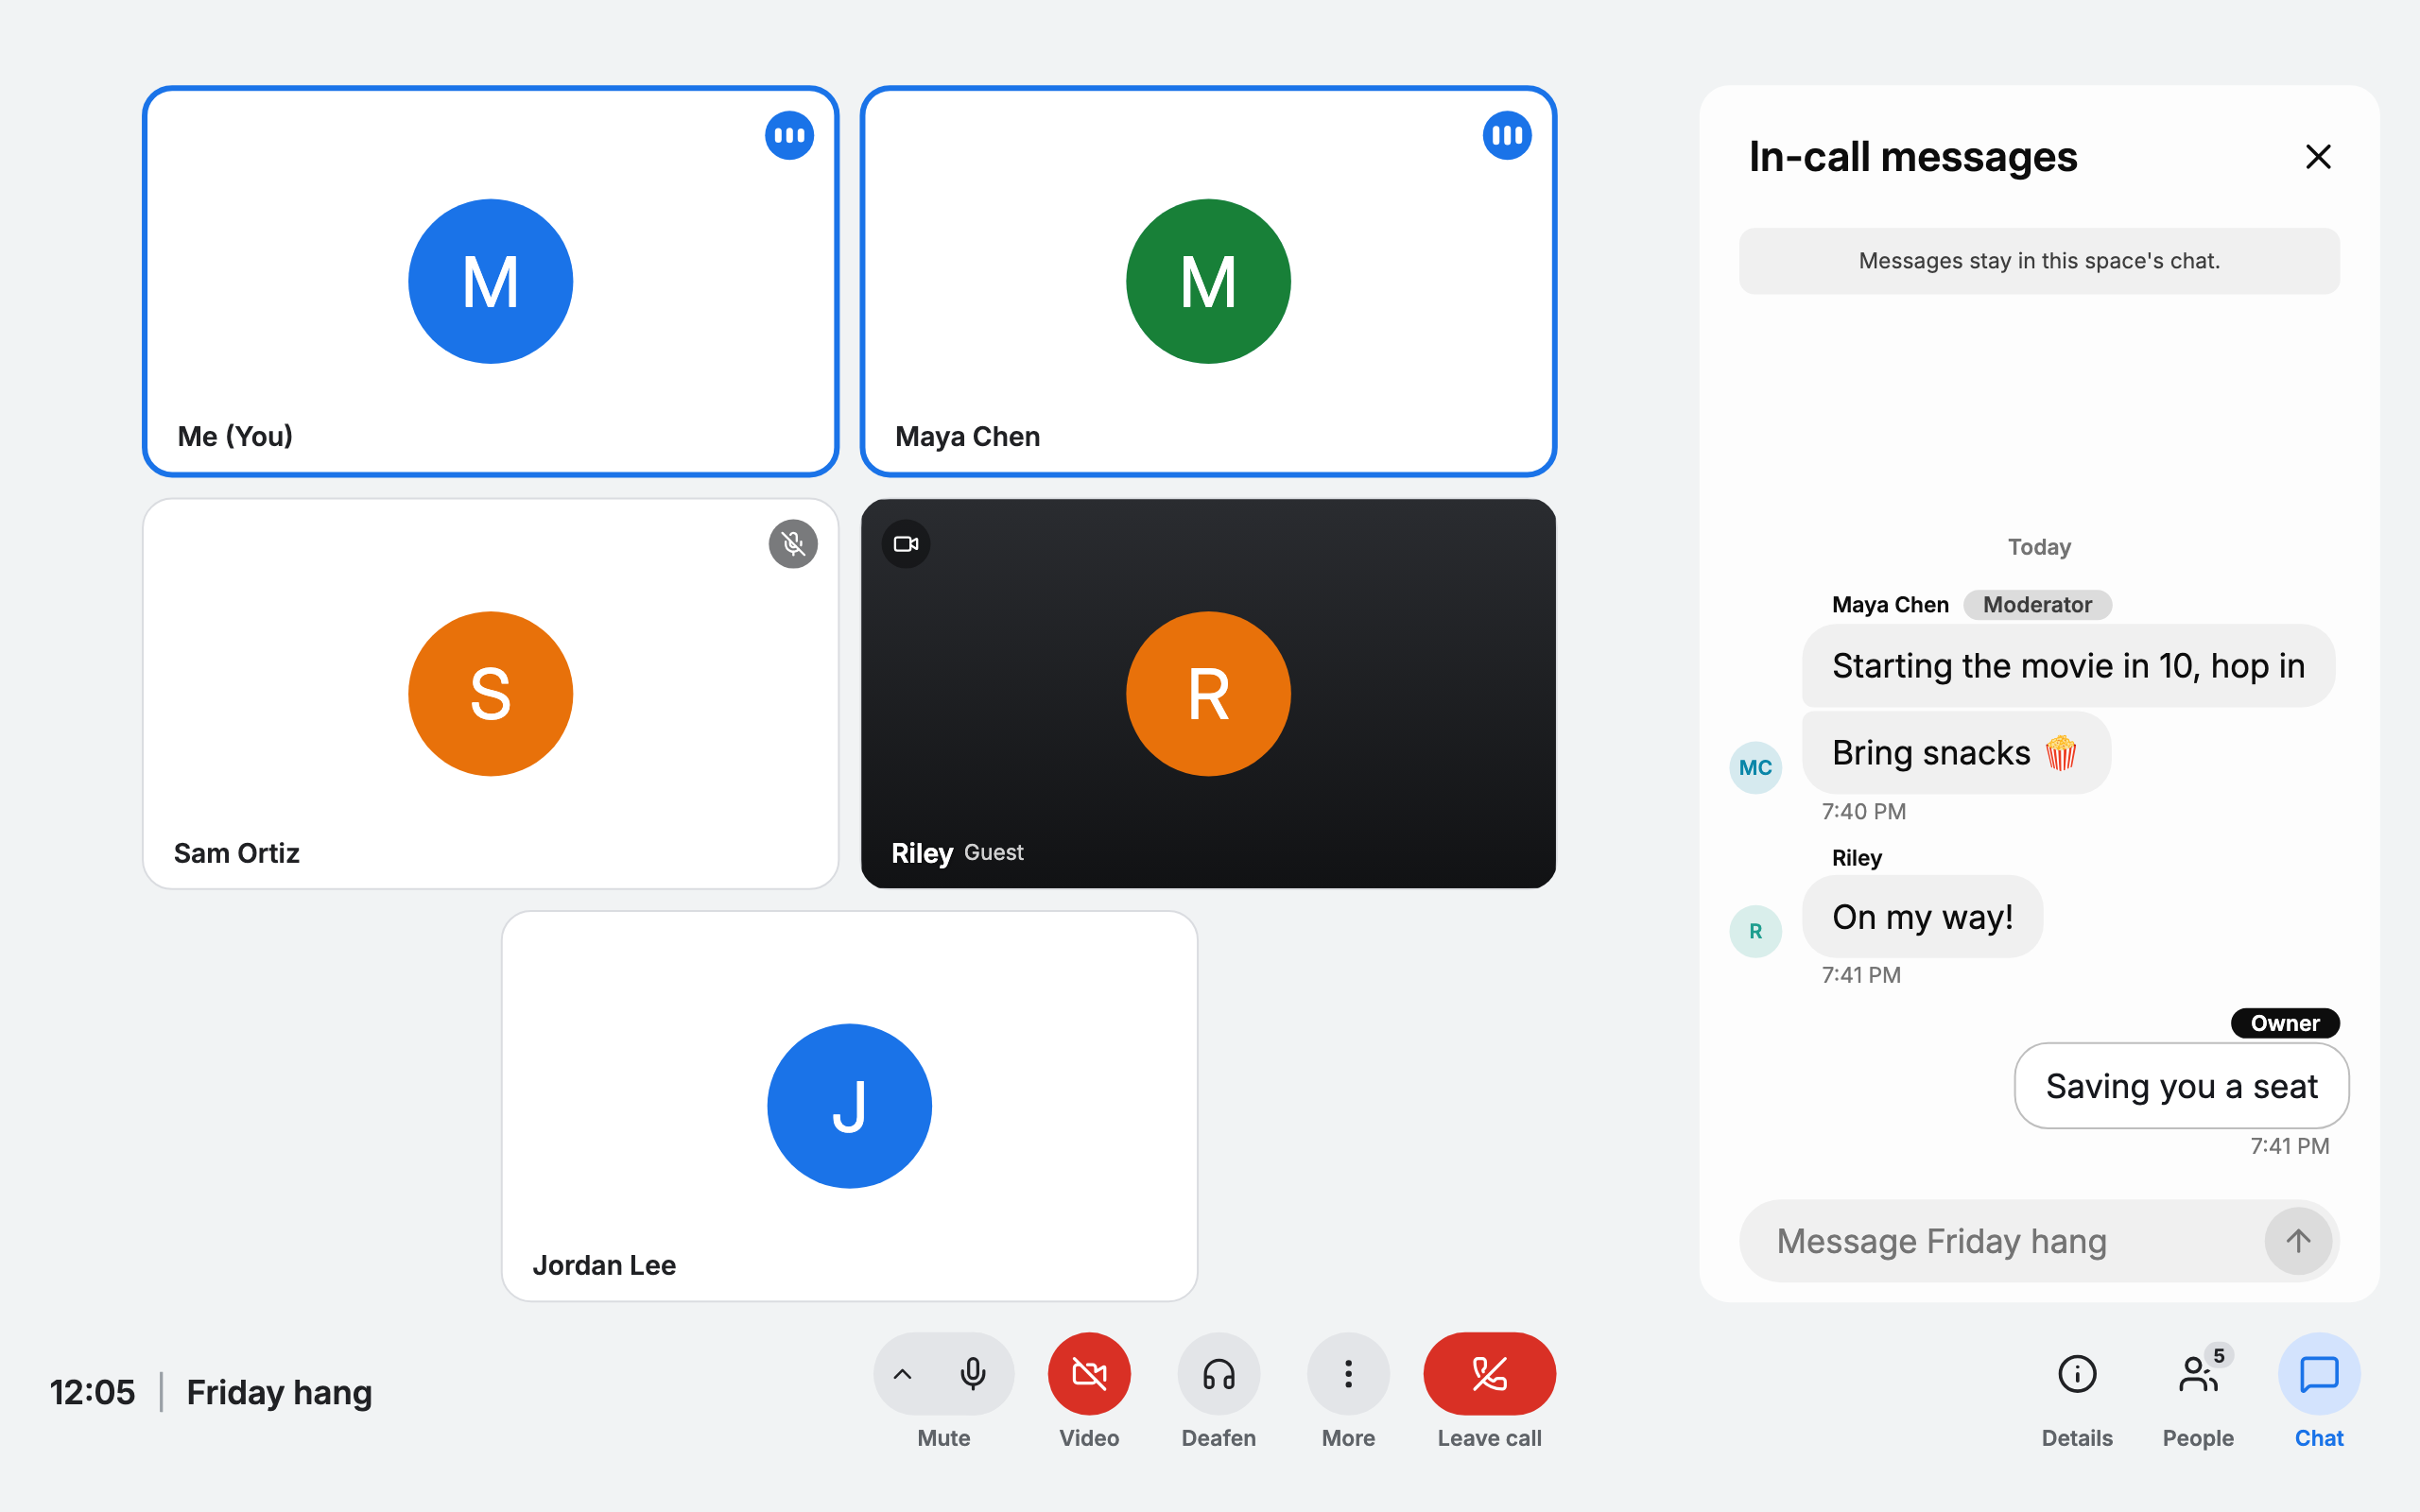 M
Me (You)
M
Maya Chen
S
Sam Ortiz
R
Riley Guest
J
Jordan Lee
In-call messages
Messages stay in this space's chat.
Today
Maya Chen Moderator
Starting the movie in 10, hop in
Bring snacks 🍿
MC
7:40 PM
Riley
On my way!
R
7:41 PM
Owner
Saving you a seat
7:41 PM
Message Friday hang
12:05 Friday hang
Mute
Video
Deafen
More
Leave call
Details
5
People
Chat